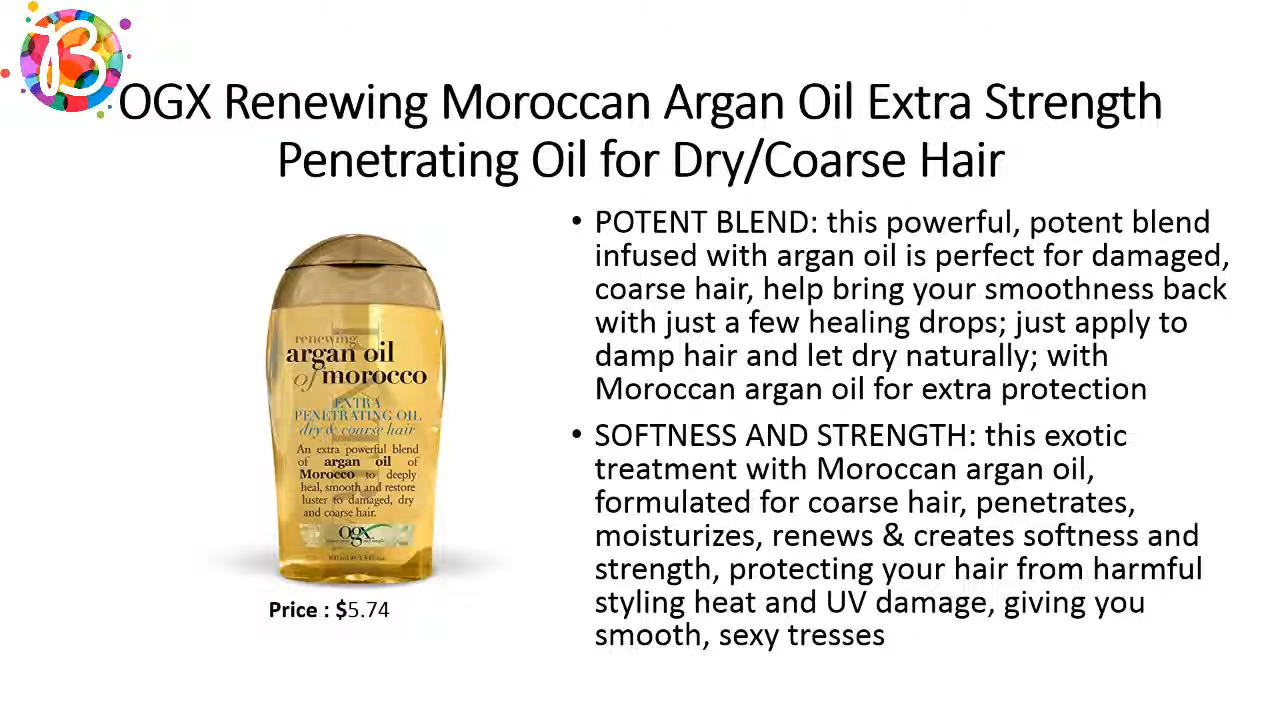 B
OGX Renewing Moroccan Argan Oil Extra Strength
Penetrating Oil for Dry/Coarse Hair
renewing
argan oil
of morocco
EXTRA
PENETRATING OIL
dry & coarse hair
An extra powerful blend
of argan oil of
Morocco to deeply
heal, smooth and restore
luster to damaged, dry
and coarse hair.
ogx
Price : $5.74
• POTENT BLEND: this powerful, potent blend
infused with argan oil is perfect for damaged,
coarse hair, help bring your smoothness back
with just a few healing drops; just apply to
damp hair and let dry naturally; with
Moroccan argan oil for extra protection
• SOFTNESS AND STRENGTH: this exotic
treatment with Moroccan argan oil,
formulated for coarse hair, penetrates,
moisturizes, renews & creates softness and
strength, protecting your hair from harmful
styling heat and UV damage, giving you
smooth, sexy tresses